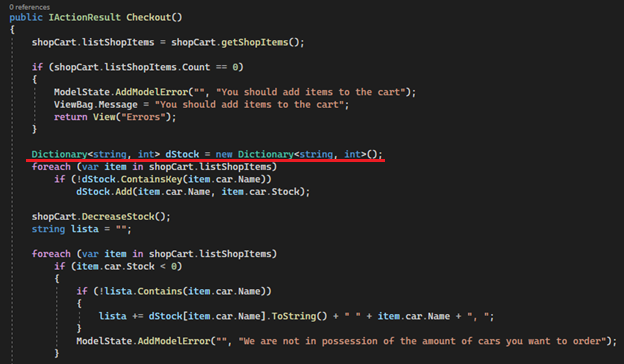 0 references
public IActionResult Checkout()
{
shopCart.listShopItems = shopCart.getShopItems();
if (shopCart.listShopItems.Count == 0)
{
ModelState.AddModelError("", "You should add items to the cart");
ViewBag.Message = "You should add items to the cart";
return View("Errors");
}
Dictionary<string, int> dStock = new Dictionary<string, int>();
foreach (var item in shopCart.listShopItems)
if (!dStock.ContainsKey(item.car.Name))
dStock.Add(item.car.Name, item.car.Stock);
shopCart.DecreaseStock();
string lista = "";
foreach (var item in shopCart.listShopItems)
if (item.car.Stock < 0)
{
if (!lista.Contains(item.car.Name))
{
lista += dStock[item.car.Name].ToString() + " " + item.car.Name + ", ";
}
ModelState.AddModelError("", "We are not in possession of the amount of cars you want to order");
}